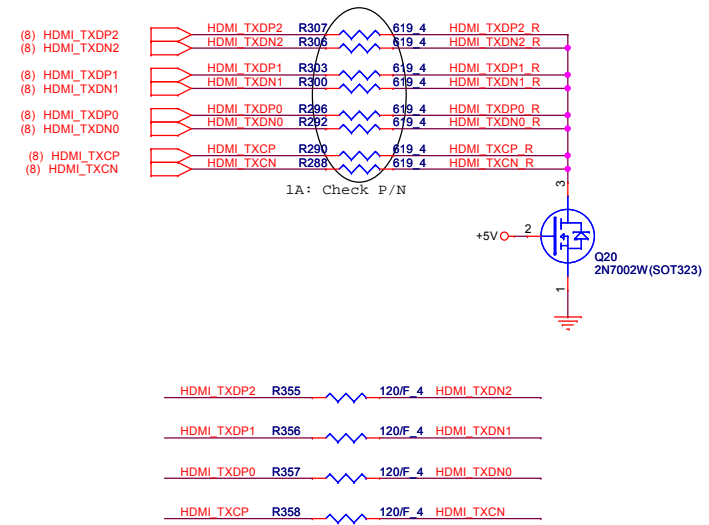 (8) HDMI_TXDP2 HDMI_TXDP2 R307 619_4 HDMI_TXDP2_R
(8) HDMI_TXDN2 HDMI_TXDN2 R306 619_4 HDMI_TXDN2_R
(8) HDMI_TXDP1 HDMI_TXDP1 R303 619_4 HDMI_TXDP1_R
(8) HDMI_TXDN1 HDMI_TXDN1 R300 619_4 HDMI_TXDN1_R
(8) HDMI_TXDP0 HDMI_TXDP0 R296 619_4 HDMI_TXDP0_R
(8) HDMI_TXDN0 HDMI_TXDN0 R292 619_4 HDMI_TXDN0_R
(8) HDMI_TXCP HDMI_TXCP R290 619_4 HDMI_TXCP_R
(8) HDMI_TXCN HDMI_TXCN R288 619_4 HDMI_TXCN_R
1A: Check P/N
3
+5V 2
Q20
2N7002W(SOT323)
1
HDMI_TXDP2 R355 120/F_4 HDMI_TXDN2
HDMI_TXDP1 R356 120/F_4 HDMI_TXDN1
HDMI_TXDP0 R357 120/F_4 HDMI_TXDN0
HDMI_TXCP R358 120/F_4 HDMI_TXCN